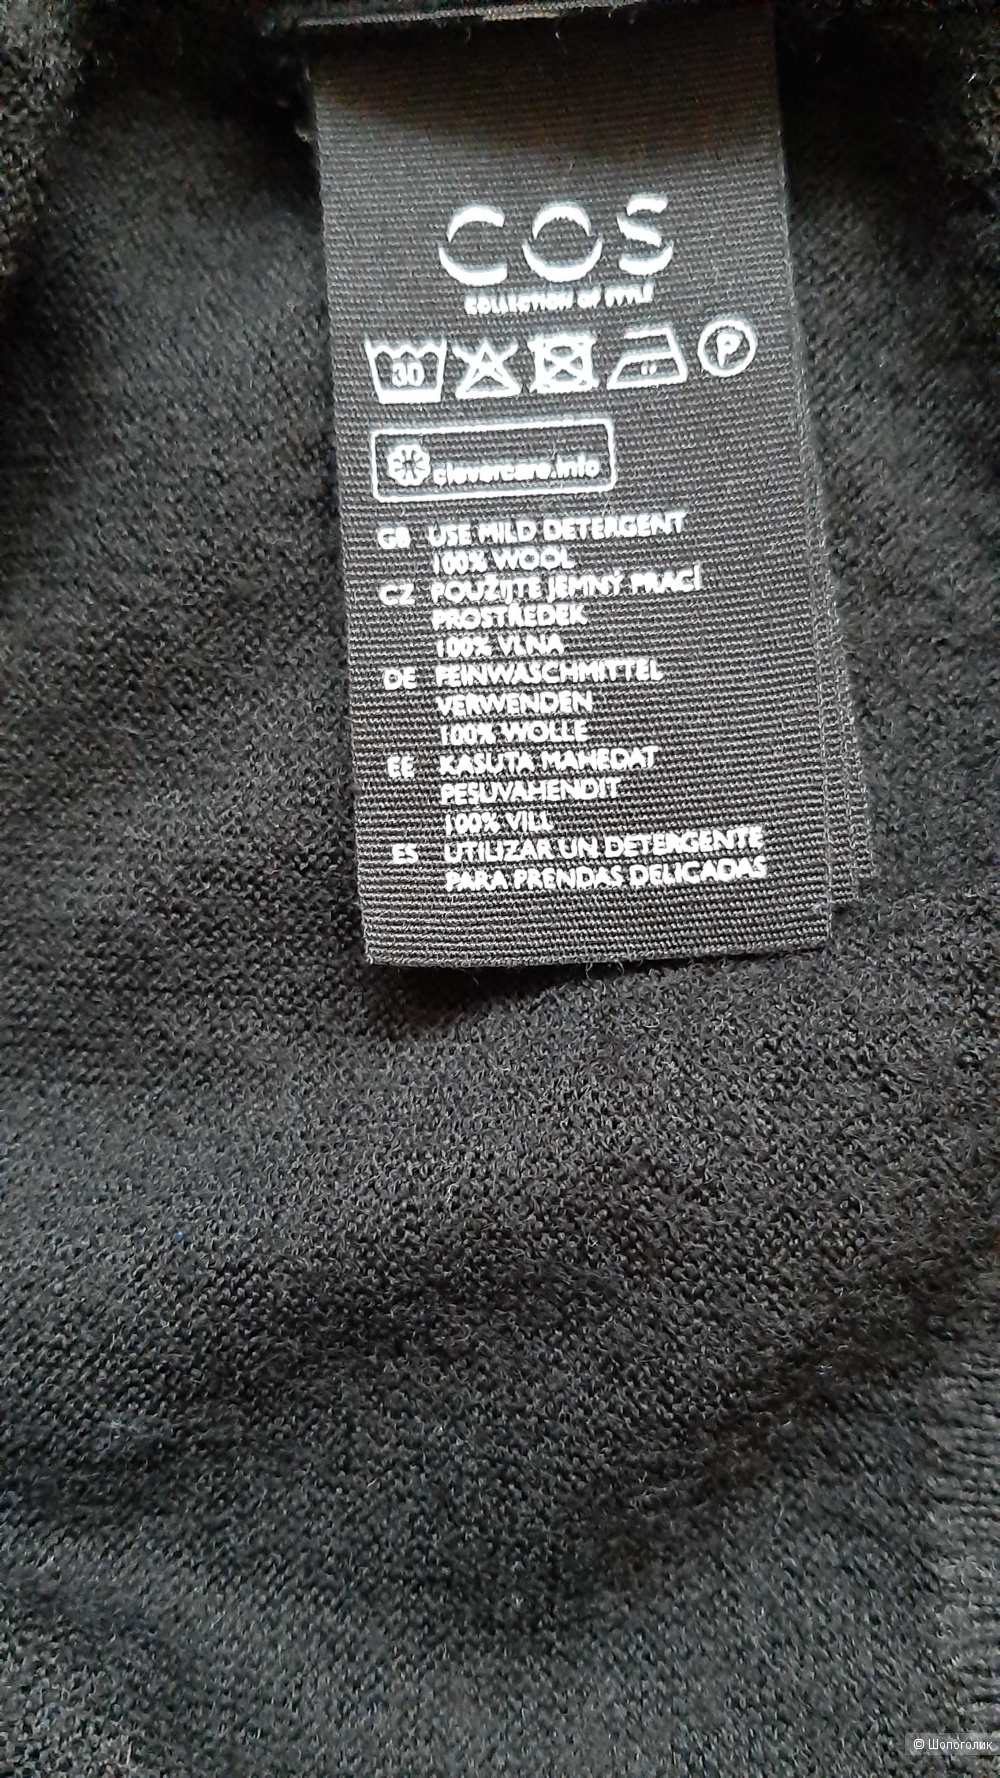 COS
COLLECTION OF STYLE
30
P
clevercare.info
GB USE MILD DETERGENT
100% WOOL
CZ POUŽIJTE JEMNÝ PRACÍ
PROSTŘEDEK
100% VLNA
DE FEINWASCHMITTEL
VERWENDEN
100% WOLLE
EE KASUTA MAHEDAT
PESUVAHENDIT
100% VILL
ES UTILIZAR UN DETERGENTE
PARA PRENDAS DELICADAS
© Шопоголик